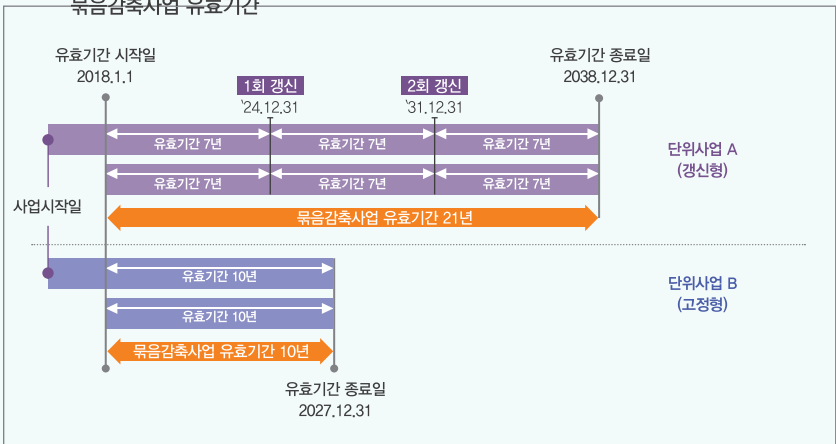 묶음감축사업 유효기간
유효기간 시작일
2018.1.1
유효기간 종료일
2038.12.31
1회 갱신
'24.12.31
2회 갱신
'31.12.31
유효기간 7년 유효기간 7년 유효기간 7년
유효기간 7년 유효기간 7년 유효기간 7년
단위사업 A
(갱신형)
사업시작일
묶음감축사업 유효기간 21년
유효기간 10년
유효기간 10년
단위사업 B
(고정형)
묶음감축사업 유효기간 10년
유효기간 종료일
2027.12.31